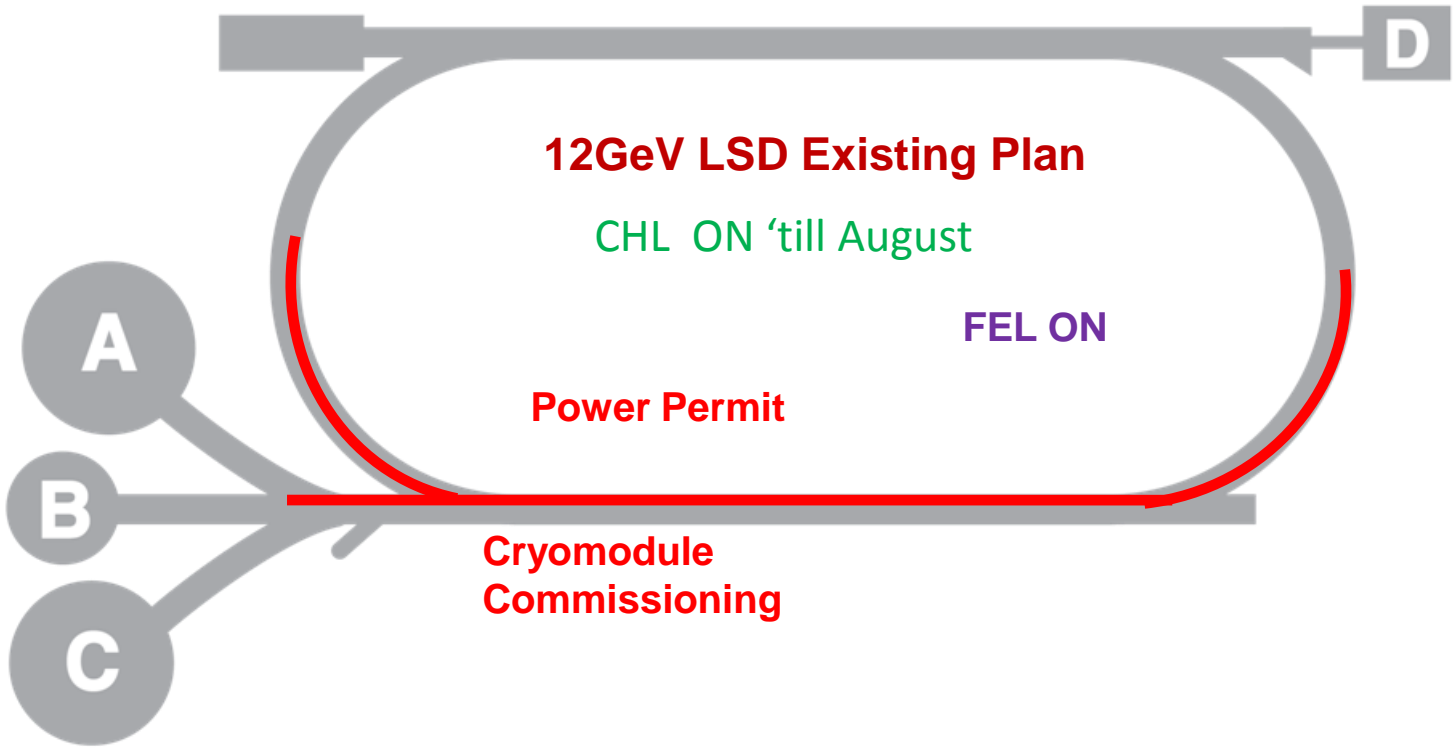 D
12GeV LSD Existing Plan
CHL  ON ‘till August
FEL ON
A
Power Permit
B
Cryomodule
Commissioning
C